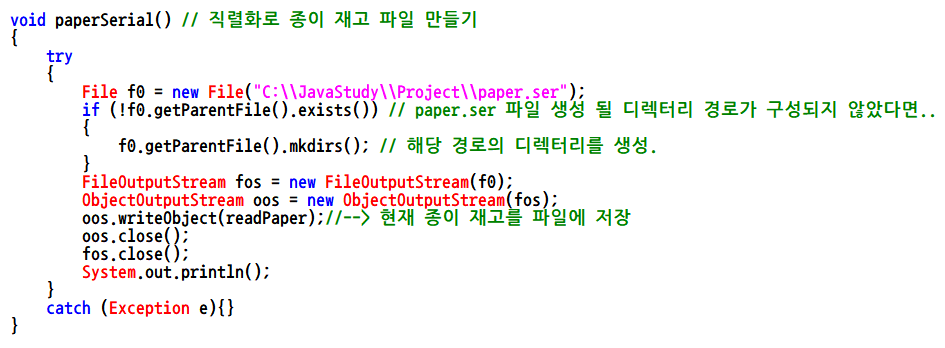 void paperSerial() // 직렬화로 종이 재고 파일 만들기
{
    try
    {
        File f0 = new File("C:\\JavaStudy\\Project\\paper.ser");
        if (!f0.getParentFile().exists()) // paper.ser 파일 생성 될 디렉터리 경로가 구성되지 않았다면..
        {
            f0.getParentFile().mkdirs(); // 해당 경로의 디렉터리를 생성.
        }
        FileOutputStream fos = new FileOutputStream(f0);
        ObjectOutputStream oos = new ObjectOutputStream(fos);
        oos.writeObject(readPaper);//--> 현재 종이 재고를 파일에 저장
        oos.close();
        fos.close();
        System.out.println();
    }
    catch (Exception e){}
}